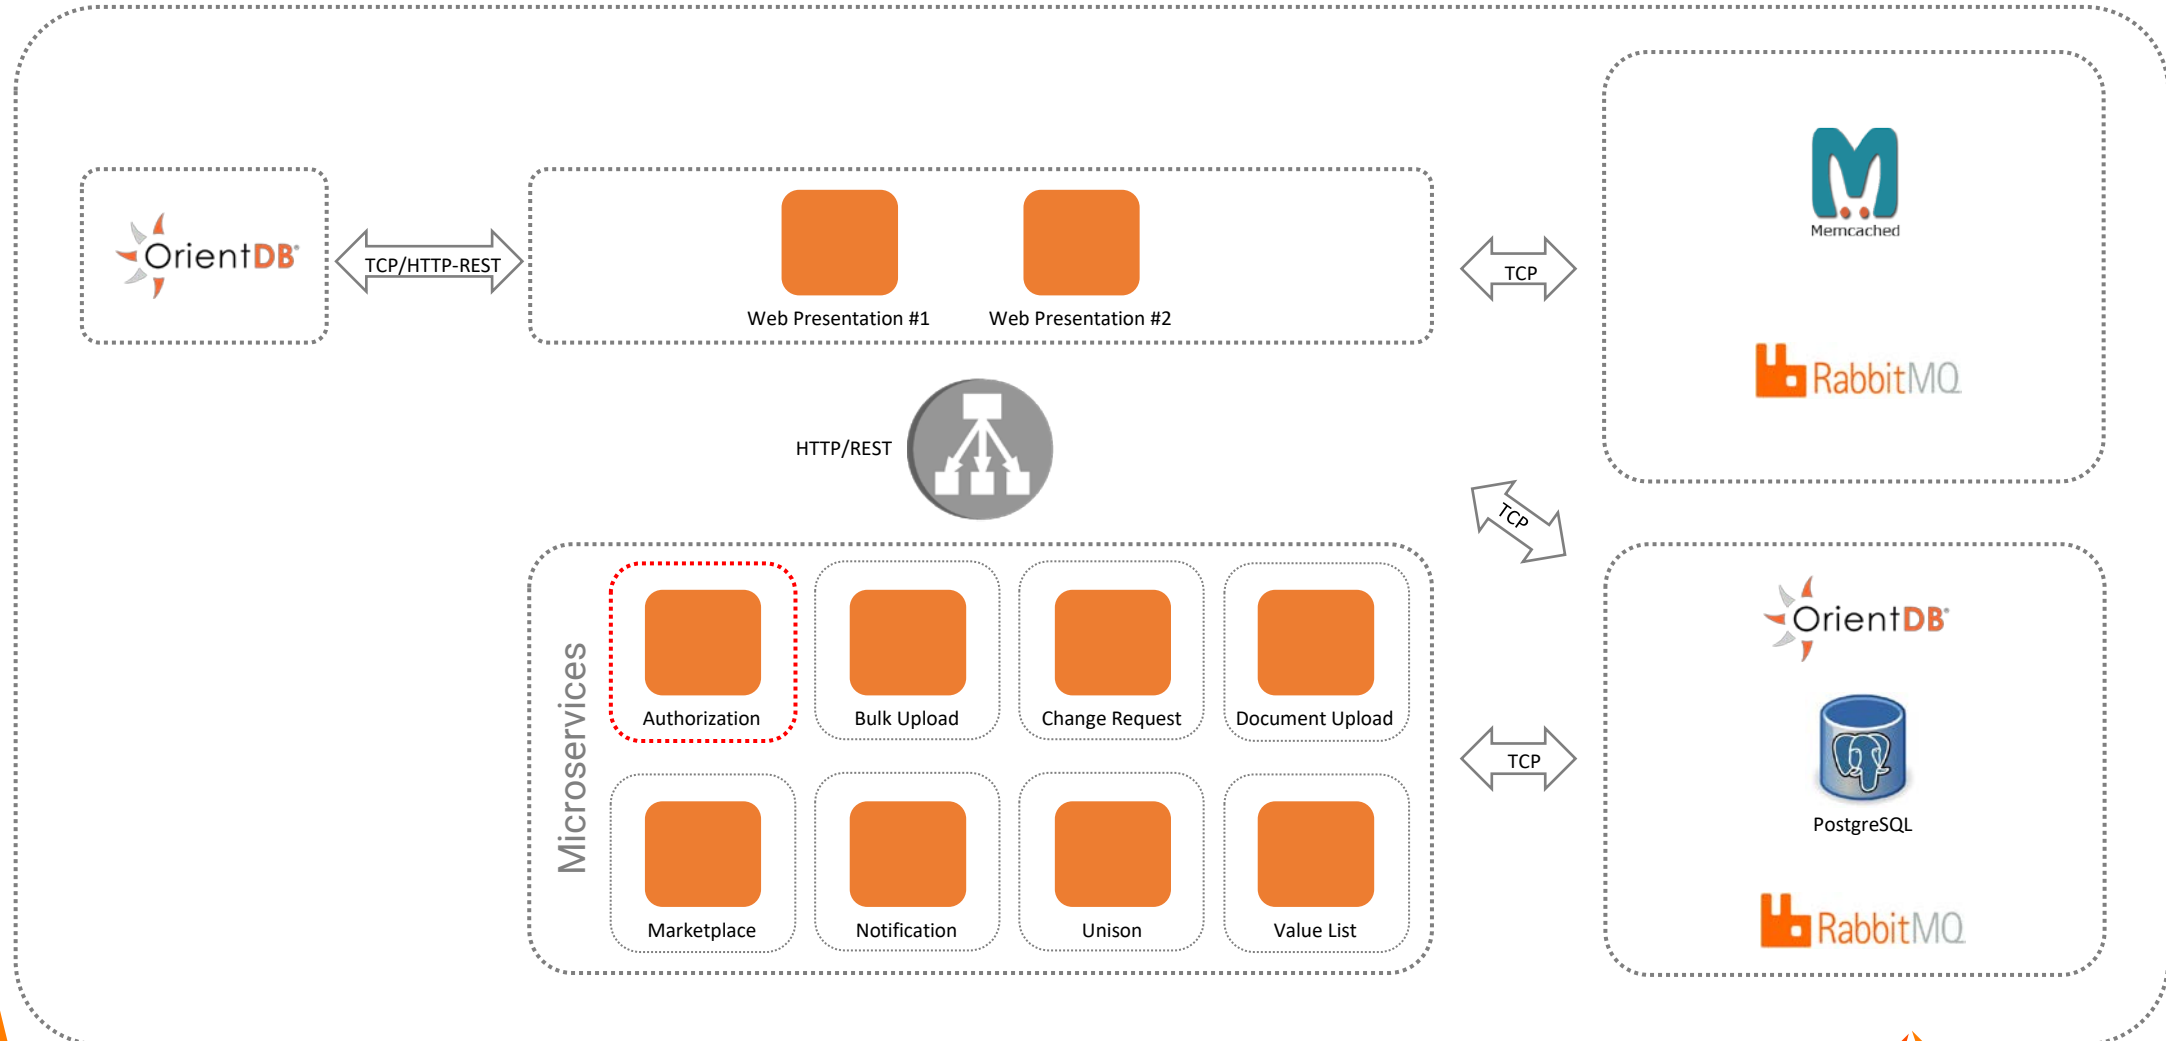 OrientDB®
TCP/HTTP-REST
Web Presentation #1
Web Presentation #2
TCP
Memcached
RabbitMQ
HTTP/REST
TCP
Microservices
Authorization
Bulk Upload
Change Request
Document Upload
Marketplace
Notification
Unison
Value List
TCP
OrientDB®
PostgreSQL
RabbitMQ